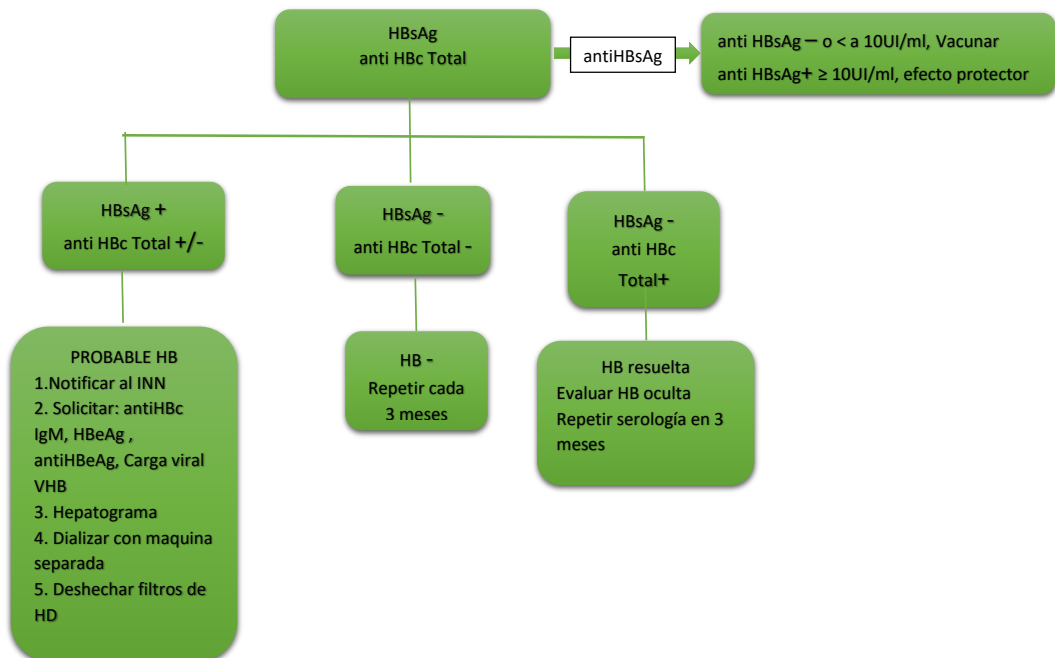 HBsAg
anti HBc Total
antiHBsAg
anti HBsAg – o < a 10UI/ml, Vacunar
anti HBsAg+ ≥ 10UI/ml, efecto protector
HBsAg +
anti HBc Total +/-
HBsAg -
anti HBc Total -
HBsAg -
anti HBc
Total+
PROBABLE HB
1.Notificar al INN
2. Solicitar: antiHBc
IgM, HBeAg ,
antiHBeAg, Carga viral
VHB
3. Hepatograma
4. Dializar con maquina
separada
5. Deshechar filtros de
HD
HB -
Repetir cada
3 meses
HB resuelta
Evaluar HB oculta
Repetir serología en 3
meses